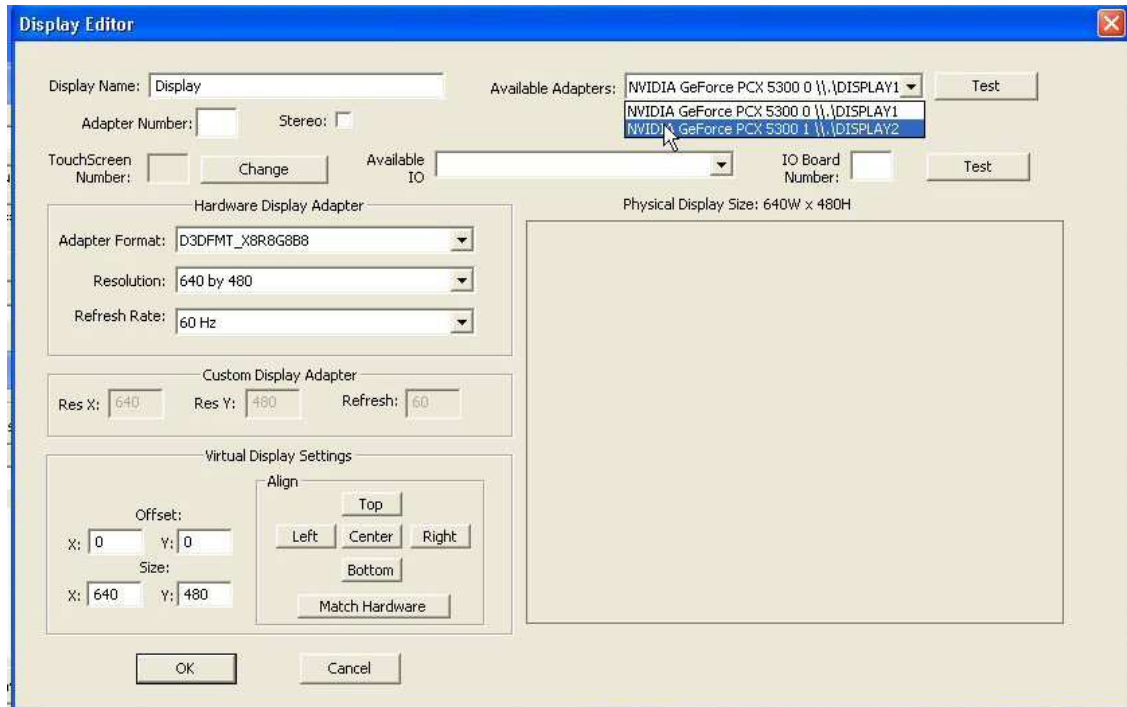 Display Editor
Display Name: Display
Available Adapters: NVIDIA GeForce PCX 5300 0 \\.\DISPLAY1
Test
NVIDIA GeForce PCX 5300 0 \\.\DISPLAY1
NVIDIA GeForce PCX 5300 1 \\.\DISPLAY2
Adapter Number:
Stereo:
TouchScreen
Number:
Change
Available
IO
IO Board
Number:
Test
Hardware Display Adapter
Adapter Format: D3DFMT_X8R8G8B8
Resolution: 640 by 480
Refresh Rate: 60 Hz
Physical Display Size: 640W x 480H
Custom Display Adapter
Res X: 640 Res Y: 480 Refresh: 60
Virtual Display Settings
Offset:
X: 0 Y: 0
Size:
X: 640 Y: 480
Align
Top
Left Center Right
Bottom
Match Hardware
OK Cancel